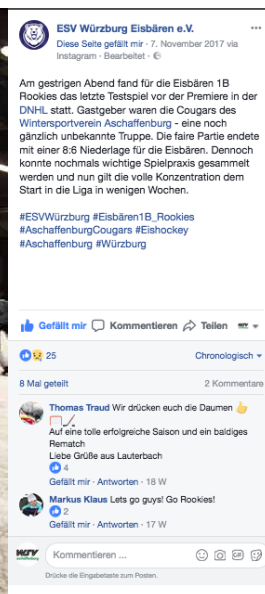 ESV Würzburg Eisbären e.V.
Diese Seite gefällt mir · 7. November 2017 via
Instagram · Bearbeitet ·
Am gestrigen Abend fand für die Eisbären 1B
Rookies das letzte Testspiel vor der Premiere in der
DNHL statt. Gastgeber waren die Cougars des
Wintersportverein Aschaffenburg - eine noch
gänzlich unbekannte Truppe. Die faire Partie endete
mit einer 8:6 Niederlage für die Eisbären. Dennoch
konnte nochmals wichtige Spielpraxis gesammelt
werden und nun gilt die volle Konzentration dem
Start in die Liga in wenigen Wochen.
#ESVWürzburg #Eisbären1B_Rookies
#AschaffenburgCougars #Eishockey
#Aschaffenburg #Würzburg
Gefällt mir Kommentieren Teilen
25 Chronologisch
8 Mal geteilt 2 Kommentare
Thomas Traud Wir drücken euch die Daumen
Auf eine tolle erfolgreiche Saison und ein baldiges
Rematch
Liebe Grüße aus Lauterbach
4
Gefällt mir · Antworten · 18 W
Markus Klaus Lets go guys! Go Rookies!
2
Gefällt mir · Antworten · 17 W
WSV
Kommentieren ...
GIF
Drücke die Eingabetaste zum Posten.